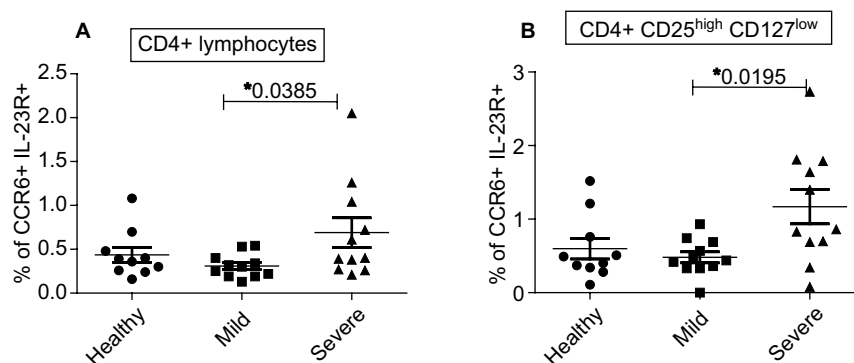 A
CD4+ lymphocytes
% of CCR6+ IL-23R+
2.5
2.0
1.5
1.0
0.5
0.0
*0.0385
Healthy
Mild
Severe
B
CD4+ CD25high CD127low
% of CCR6+ IL-23R+
3
2
1
0
*0.0195
Healthy
Mild
Severe